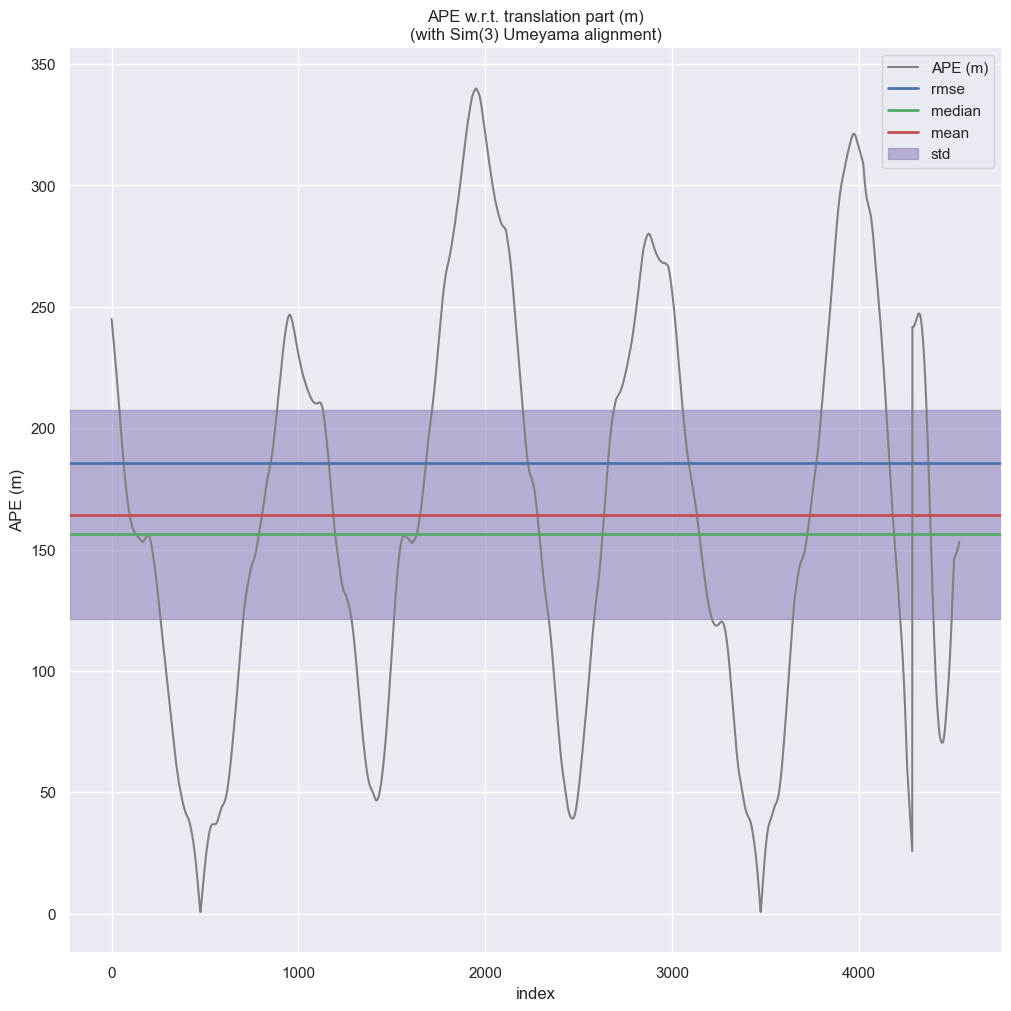 APE w.r.t. translation part (m)
(with Sim(3) Umeyama alignment)
APE (m)
rmse
median
mean
std
350
300
250
200
150
100
50
0
APE (m)
0 1000 2000 3000 4000
index